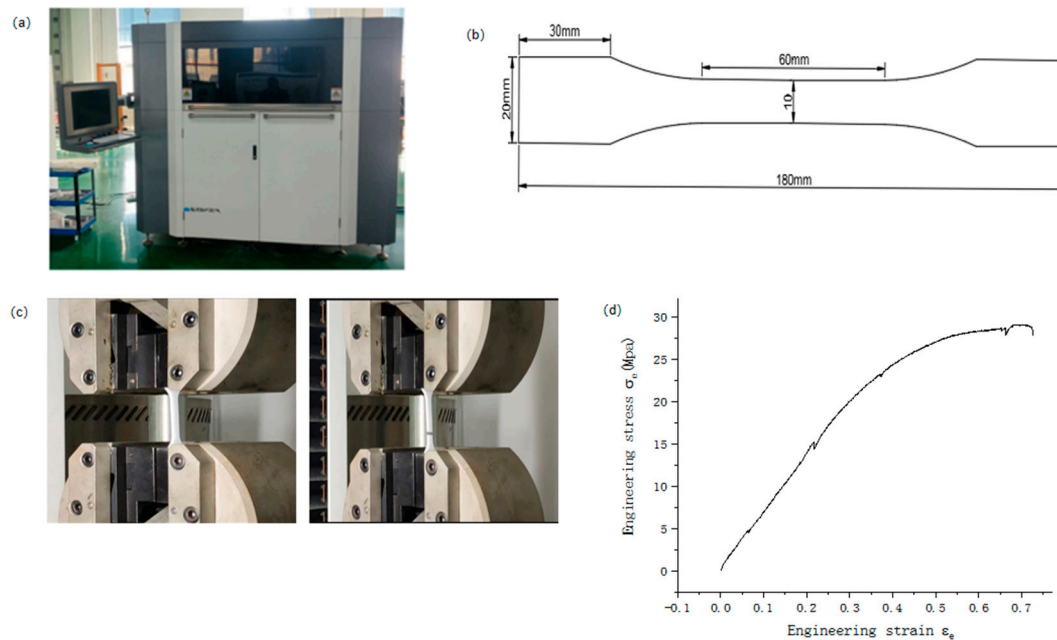 (a)
(b)
30mm
60mm
20mm
10
180mm
(c)
(d)
Engineering stress σe(Mpa)
30
25
20
15
10
5
0
-0.1 0.0 0.1 0.2 0.3 0.4 0.5 0.6 0.7
Engineering strain εe